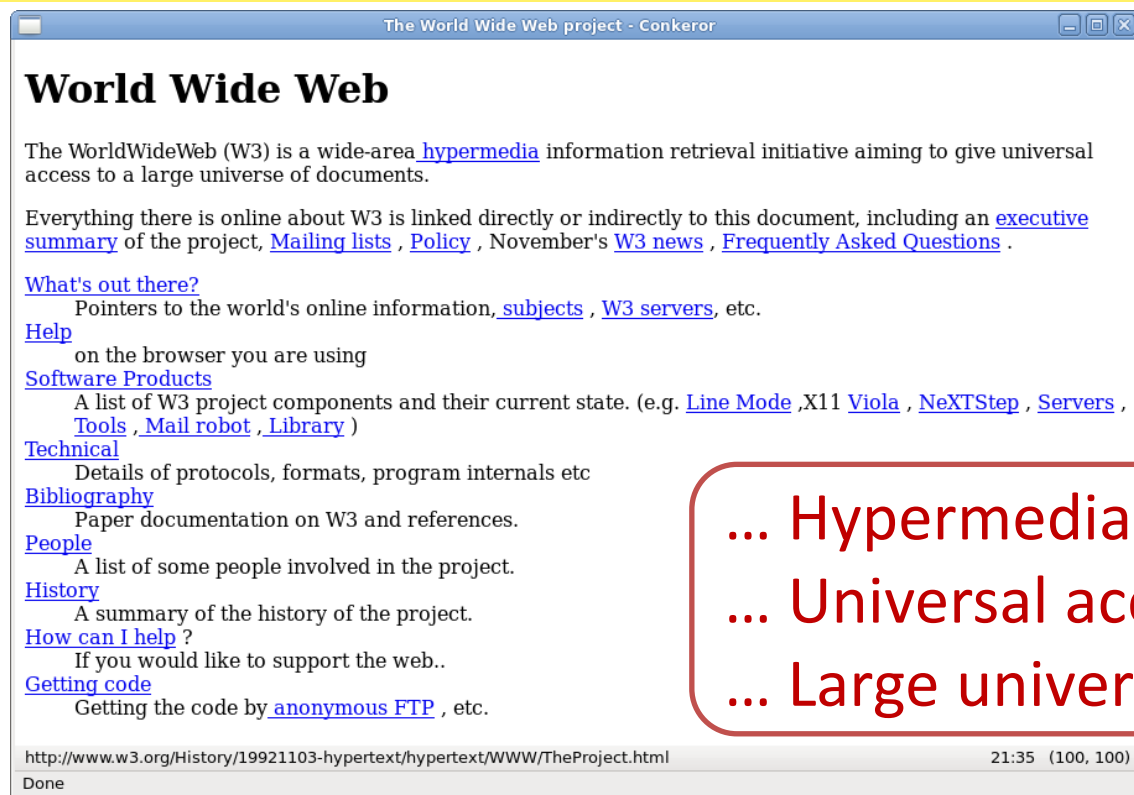 The World Wide Web project - Conkeror
World Wide Web
The WorldWideWeb (W3) is a wide-area hypermedia information retrieval initiative aiming to give universal
access to a large universe of documents.
Everything there is online about W3 is linked directly or indirectly to this document, including an executive
summary of the project, Mailing lists , Policy , November's W3 news , Frequently Asked Questions .
What's out there?
Pointers to the world's online information, subjects , W3 servers, etc.
Help
on the browser you are using
Software Products
A list of W3 project components and their current state. (e.g. Line Mode ,X11 Viola , NeXTStep , Servers ,
Tools , Mail robot , Library )
Technical
Details of protocols, formats, program internals etc
Bibliography
Paper documentation on W3 and references.
People
A list of some people involved in the project.
History
A summary of the history of the project.
How can I help ?
If you would like to support the web..
Getting code
Getting the code by anonymous FTP , etc.
... Hypermedia
... Universal
... Large
http://www.w3.org/History/19921103-hypertext/hypertext/WWW/TheProject.html 21:35 (100, 100)
Done